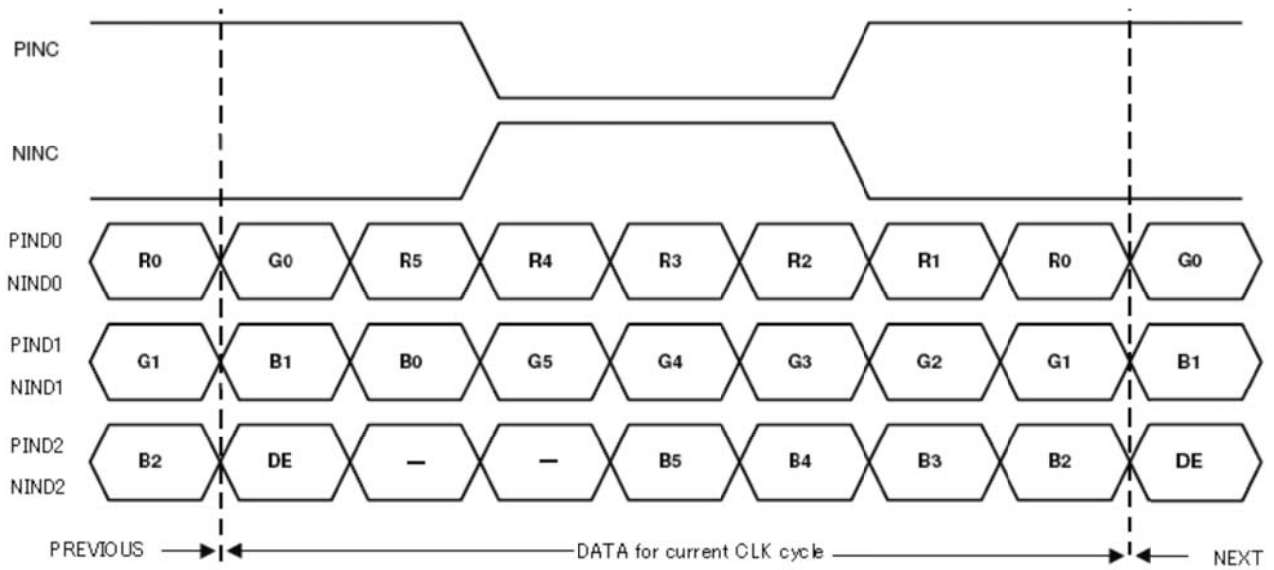 PINC
NINC
PIND0
NIND0
R0 G0 R5 R4 R3 R2 R1 R0 G0
PIND1
NIND1
G1 B1 B0 G5 G4 G3 G2 G1 B1
PIND2
NIND2
B2 DE — — B5 B4 B3 B2 DE
PREVIOUS DATA for current CLK cycle NEXT